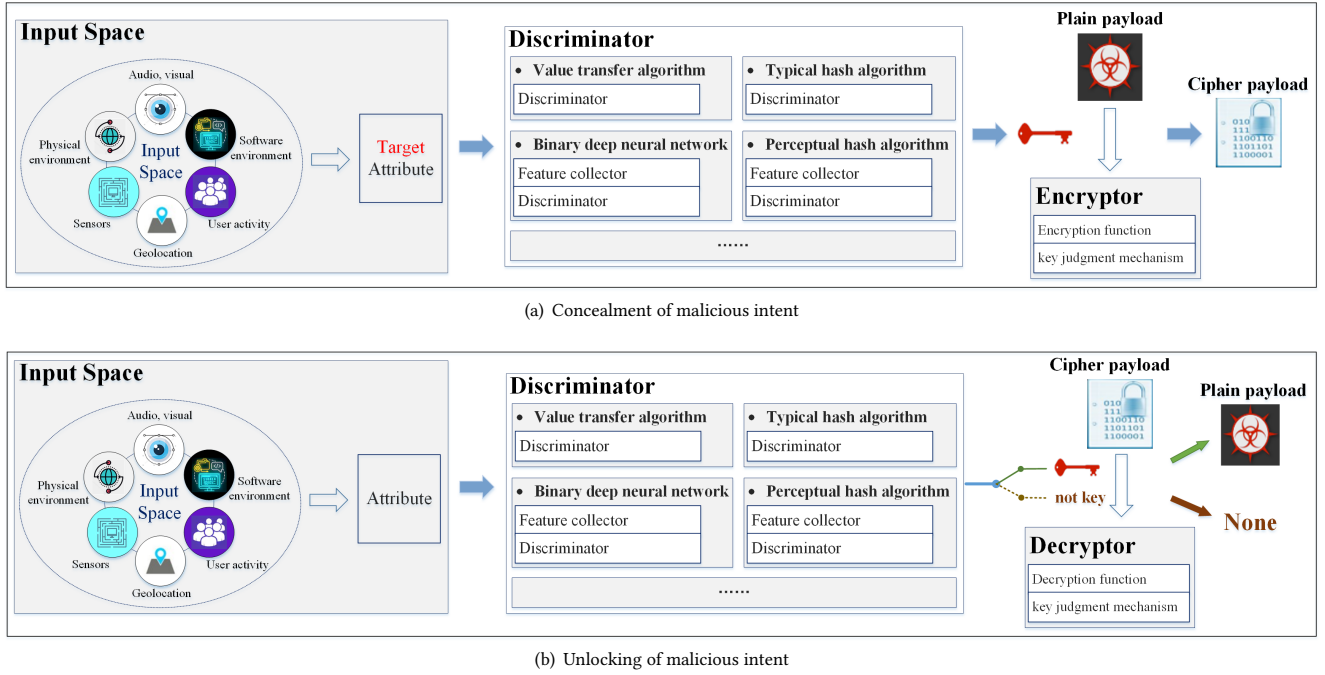 Input Space
Audio, visual
Physical
environment
Software
environment
Input
Space
Sensors
User activity
Geolocation
Target
Attribute
Discriminator
• Value transfer algorithm
Discriminator
• Typical hash algorithm
Discriminator
• Binary deep neural network
Feature collector
Discriminator
• Perceptual hash algorithm
Feature collector
Discriminator
......
Plain payload
Cipher payload
010
111
1100110
1101101
1100001
Encryptor
Encryption function
key judgment mechanism
(a) Concealment of malicious intent
Input Space
Audio, visual
Physical
environment
Software
environment
Input
Space
Sensors
User activity
Geolocation
Attribute
Discriminator
• Value transfer algorithm
Discriminator
• Typical hash algorithm
Discriminator
• Binary deep neural network
Feature collector
Discriminator
• Perceptual hash algorithm
Feature collector
Discriminator
......
Cipher payload
010
111
1100110
1101101
1100001
Plain payload
not key
None
Decryptor
Decryption function
key judgment mechanism
(b) Unlocking of malicious intent